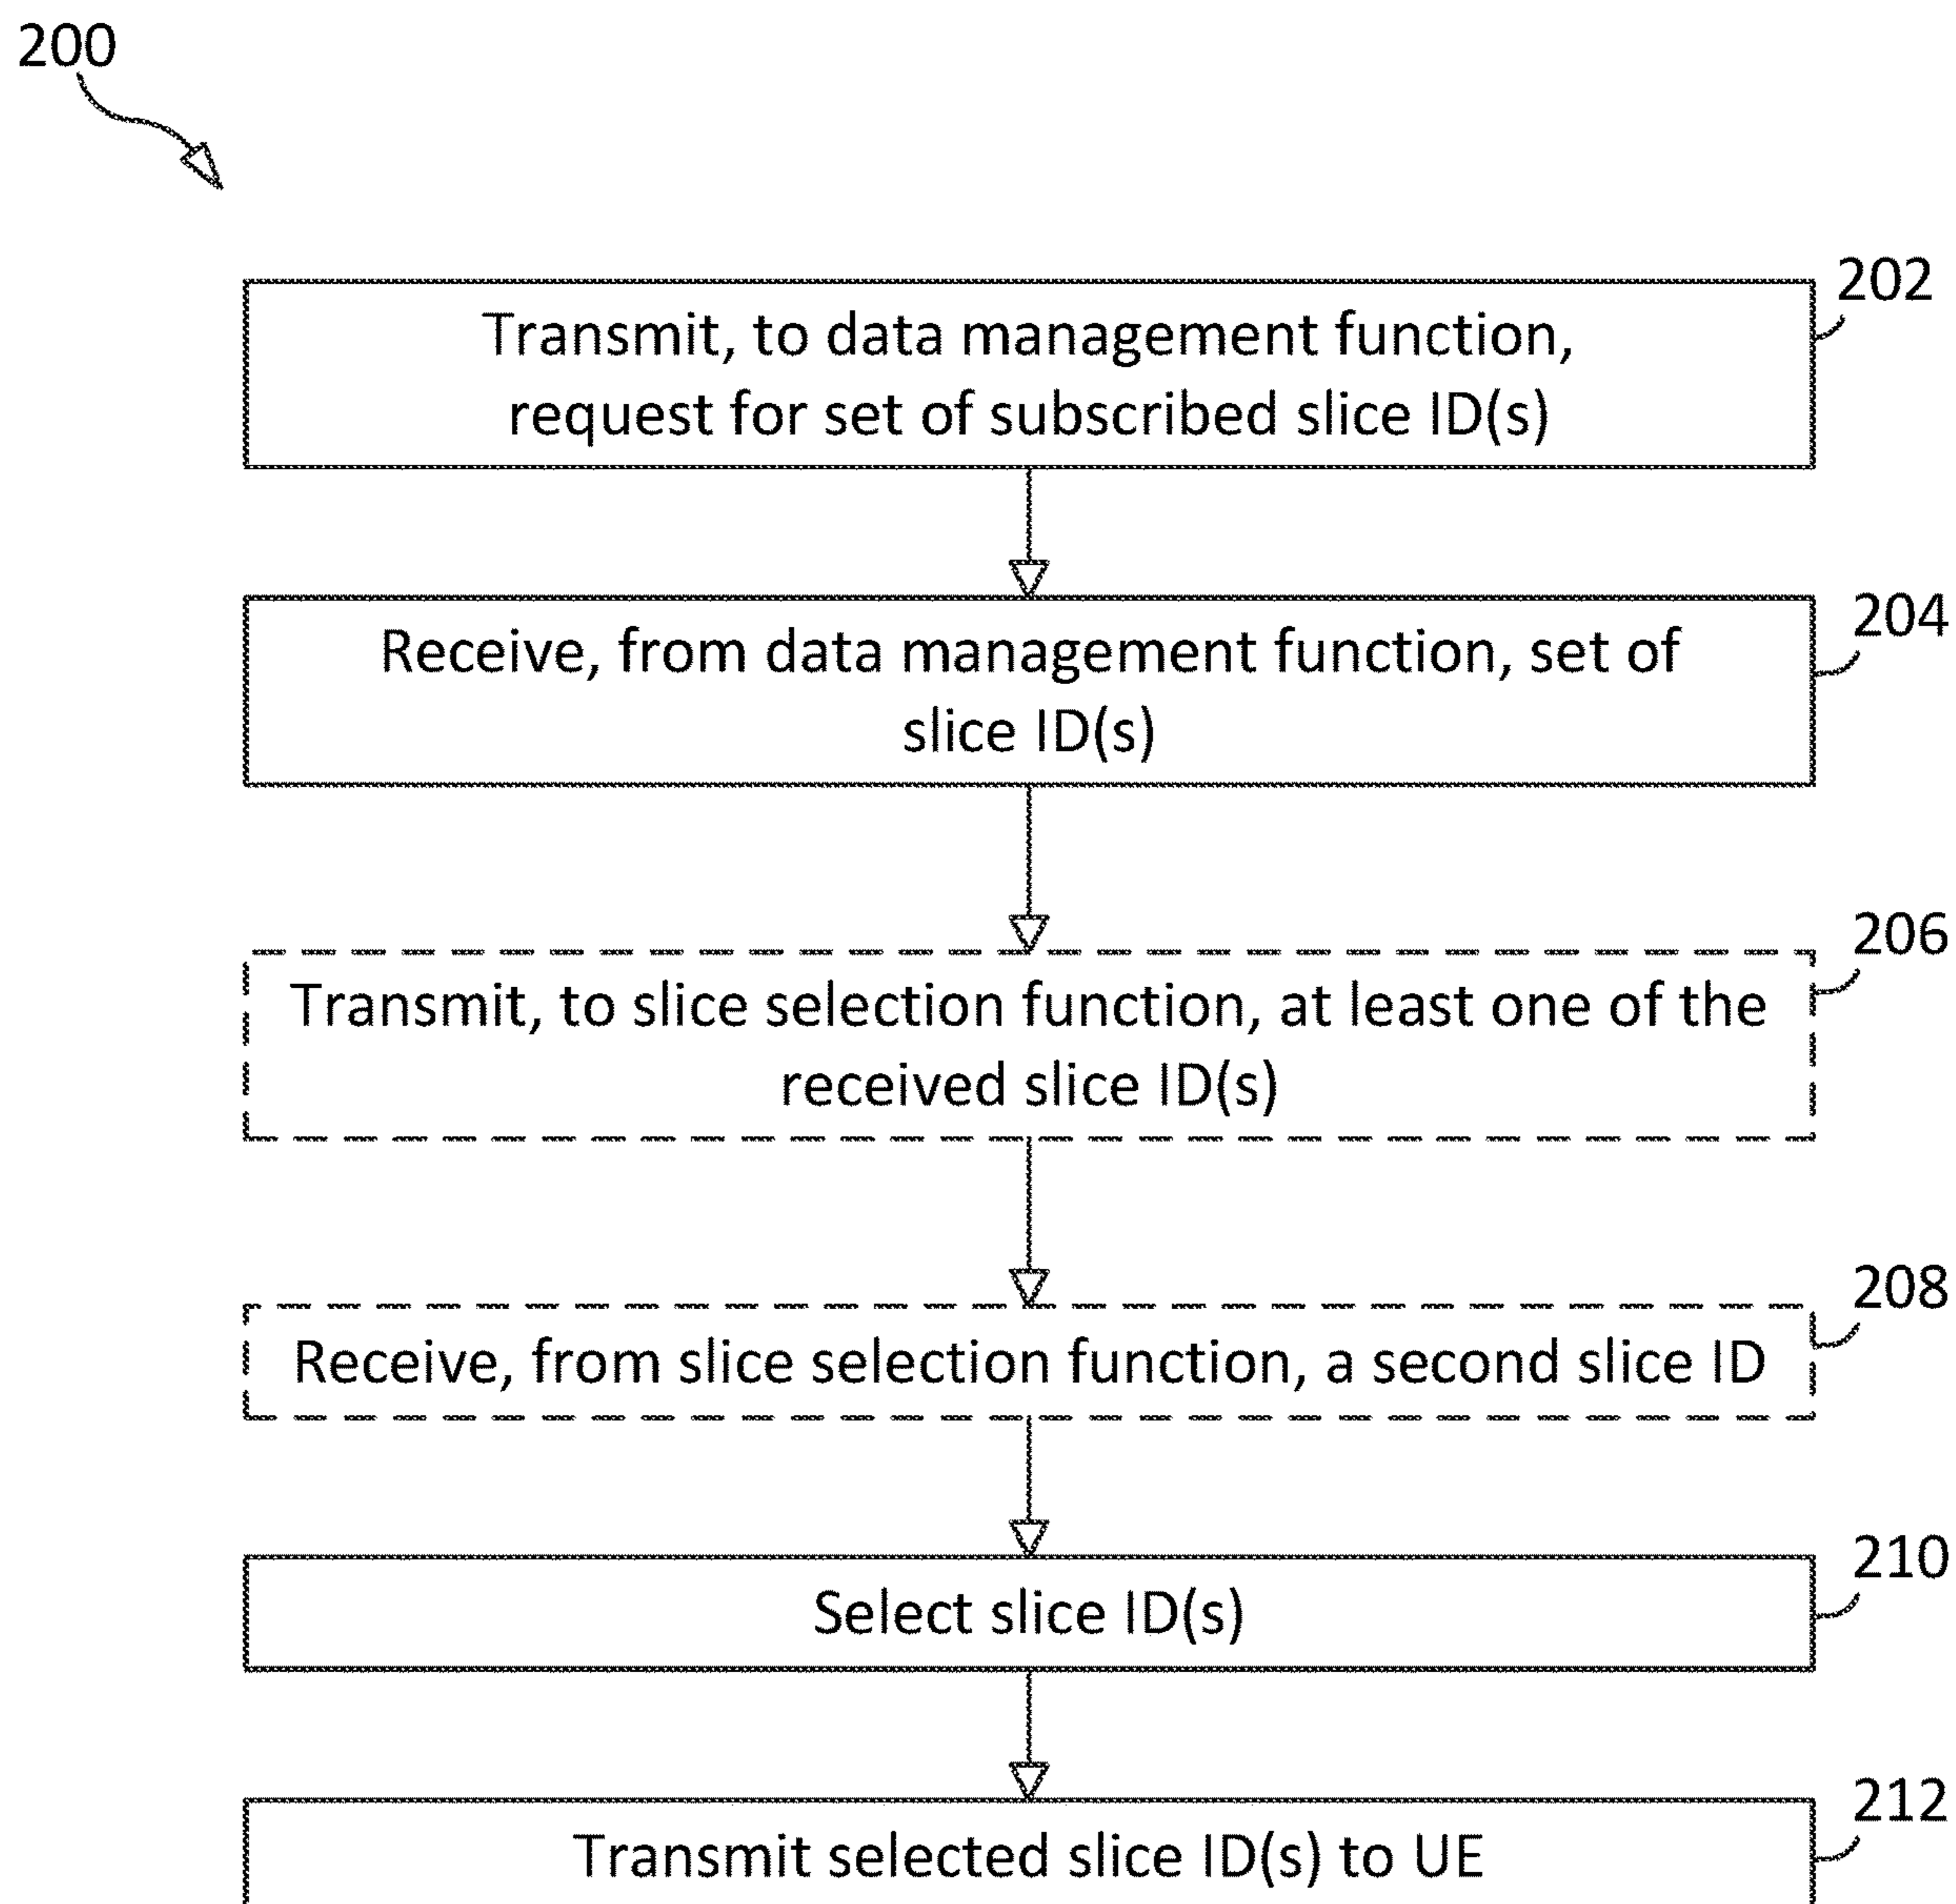 200
202
Transmit, to data management function,
request for set of subscribed slice ID(s)
204
Receive, from data management function, set of
slice ID(s)
206
Transmit, to slice selection function, at least one of the
received slice ID(s)
208
Receive, from slice selection function, a second slice ID
210
Select slice ID(s)
212
Transmit selected slice ID(s) to UE